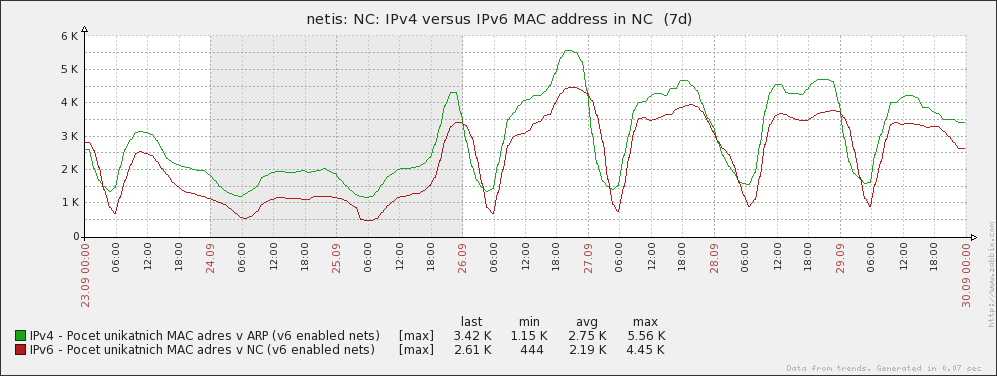 netis: NC: IPv4 versus IPv6 MAC address in NC (7d)
6 K
5 K
4 K
3 K
2 K
1 K
0
23.09 00:00
06:00
12:00
18:00
24.09
06:00
12:00
18:00
25.09
06:00
12:00
18:00
26.09
06:00
12:00
18:00
27.09
06:00
12:00
18:00
28.09
06:00
12:00
18:00
29.09
06:00
12:00
18:00
30.09 00:00
http://www.zabbix.com
last min avg max
IPv4 - Pocet unikatnich MAC adres v ARP (v6 enabled nets) [max] 3.42 K 1.15 K 2.75 K 5.56 K
IPv6 - Pocet unikatnich MAC adres v NC (v6 enabled nets) [max] 2.61 K 444 2.19 K 4.45 K
Data from trends. Generated in 0.07 sec